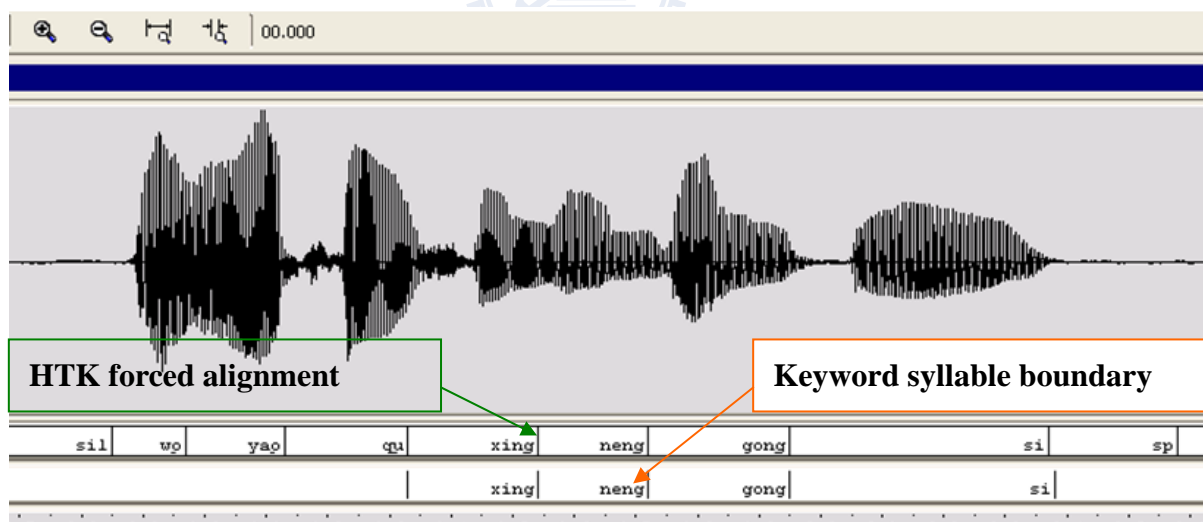 00.000
HTK forced alignment
Keyword syllable boundary
sil wo yao qu xing neng gong si sp
xing neng gong si